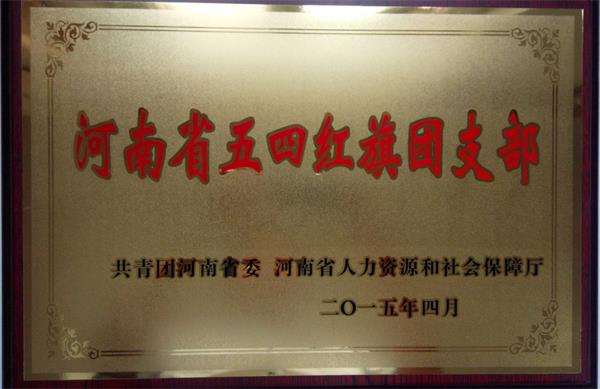 河南省五四红旗团支部
共青团河南省委 河南省人力资源和社会保障厅
二〇一五年四月